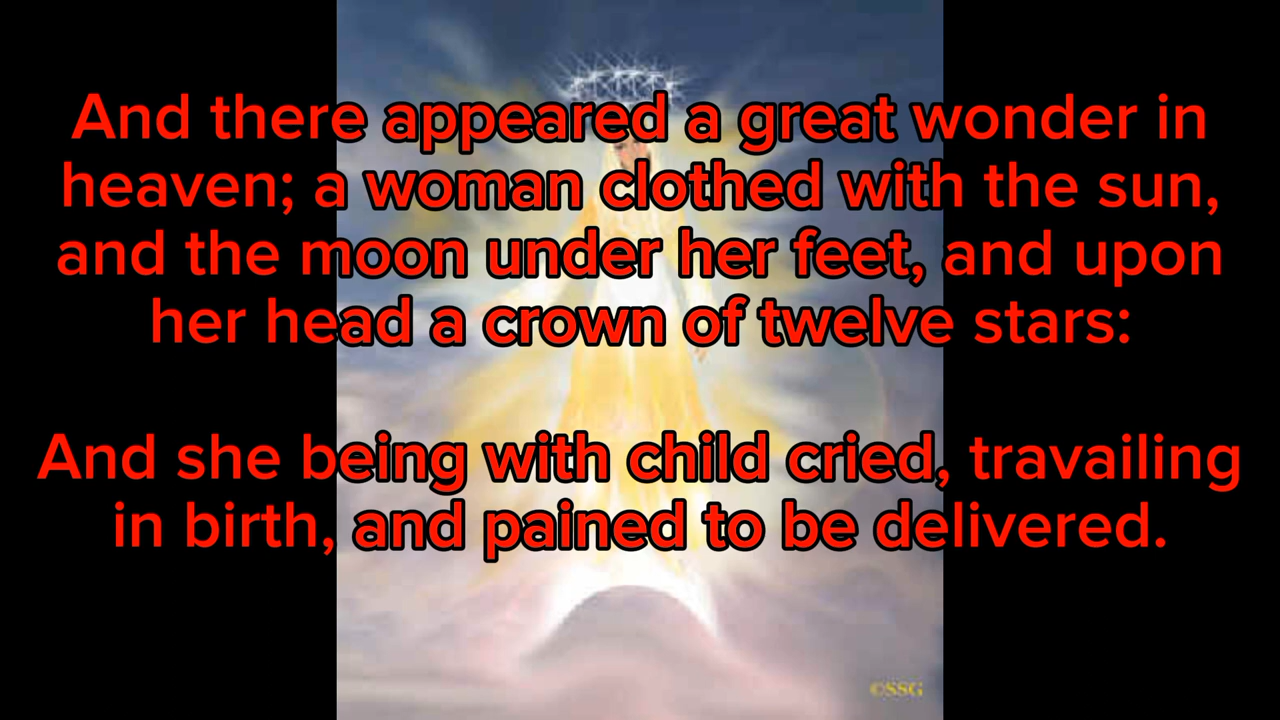 And there appeared a great wonder in
heaven; a woman clothed with the sun,
and the moon under her feet, and upon
her head a crown of twelve stars:
And she being with child cried, travailing
in birth, and pained to be delivered.
©SSG